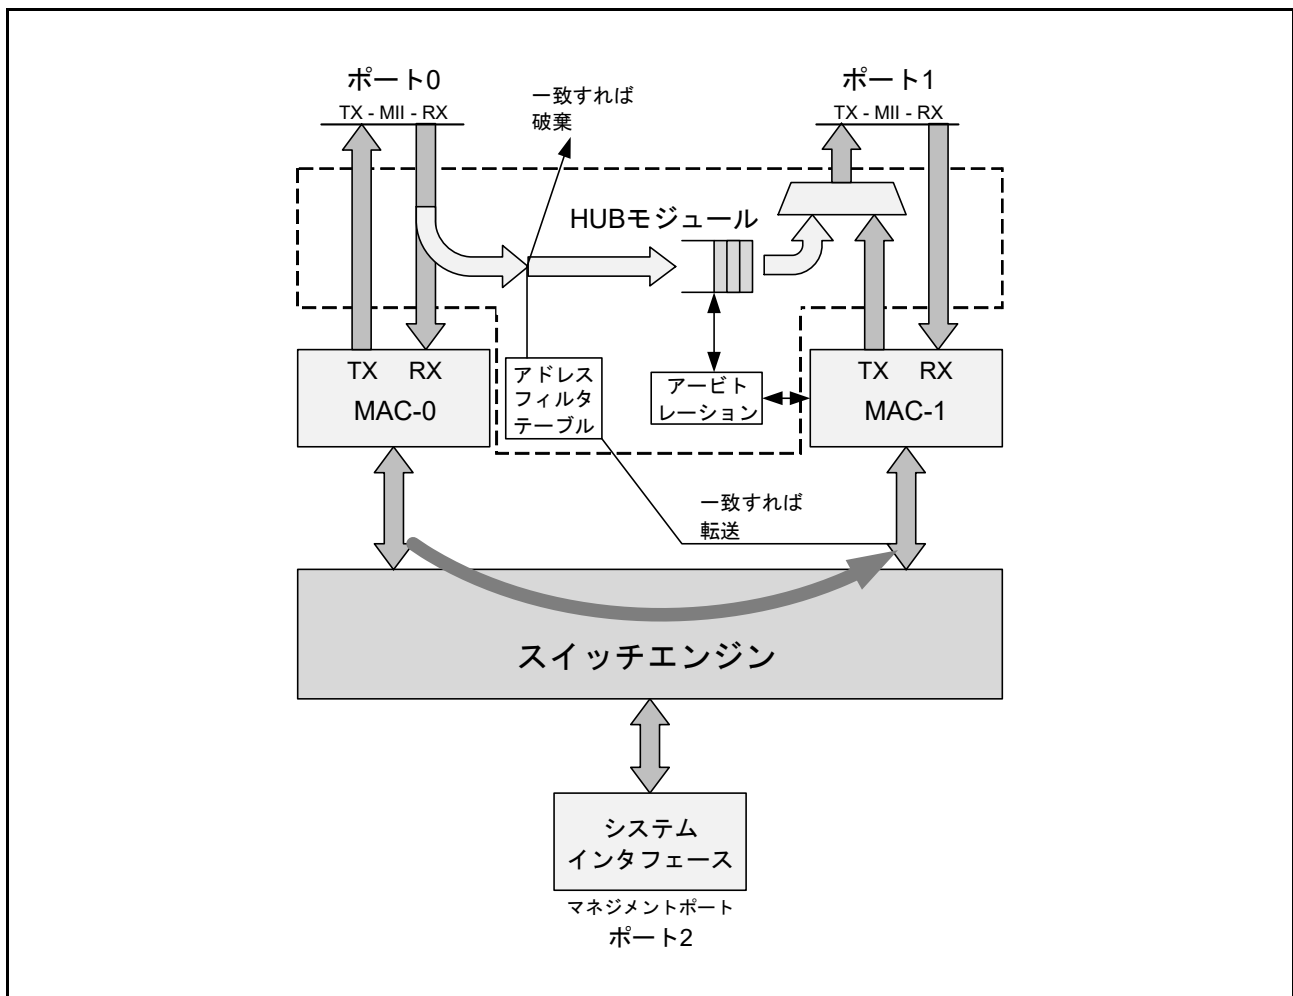 ポート0
TX - MII - RX
一致すれば
破棄
ポート1
TX - MII - RX
HUBモジュール
TX RX
MAC-0
アドレス
フィルタ
テーブル
アービト
レーション
TX RX
MAC-1
一致すれば
転送
スイッチエンジン
システム
インタフェース
マネジメントポート
ポート2